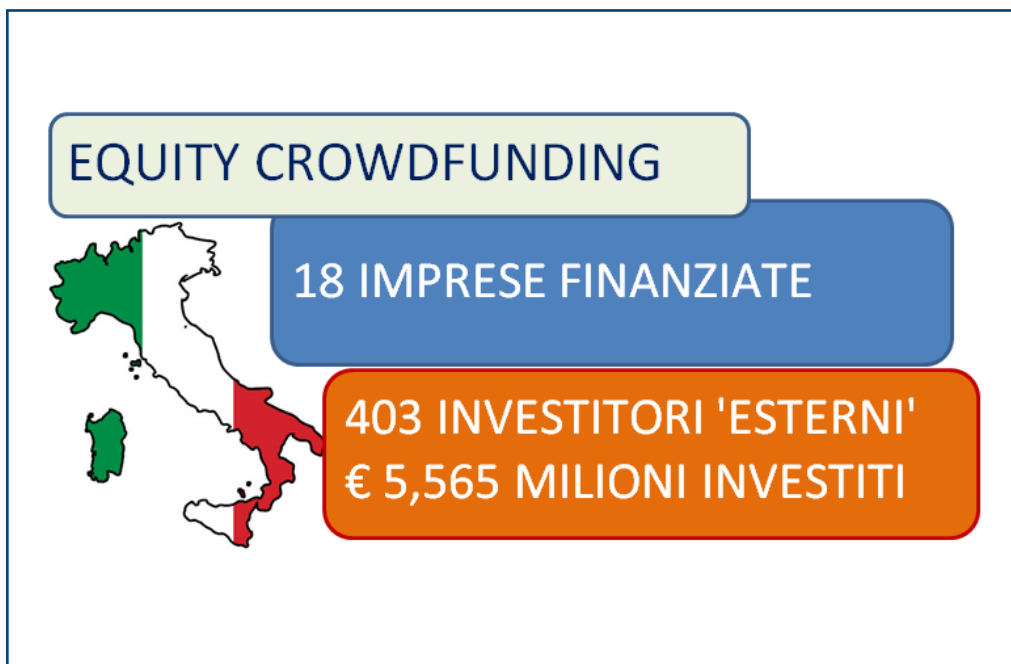 EQUITY CROWDFUNDING
18 IMPRESE FINANZIATE
403 INVESTITORI 'ESTERNI'
€ 5,565 MILIONI INVESTITI